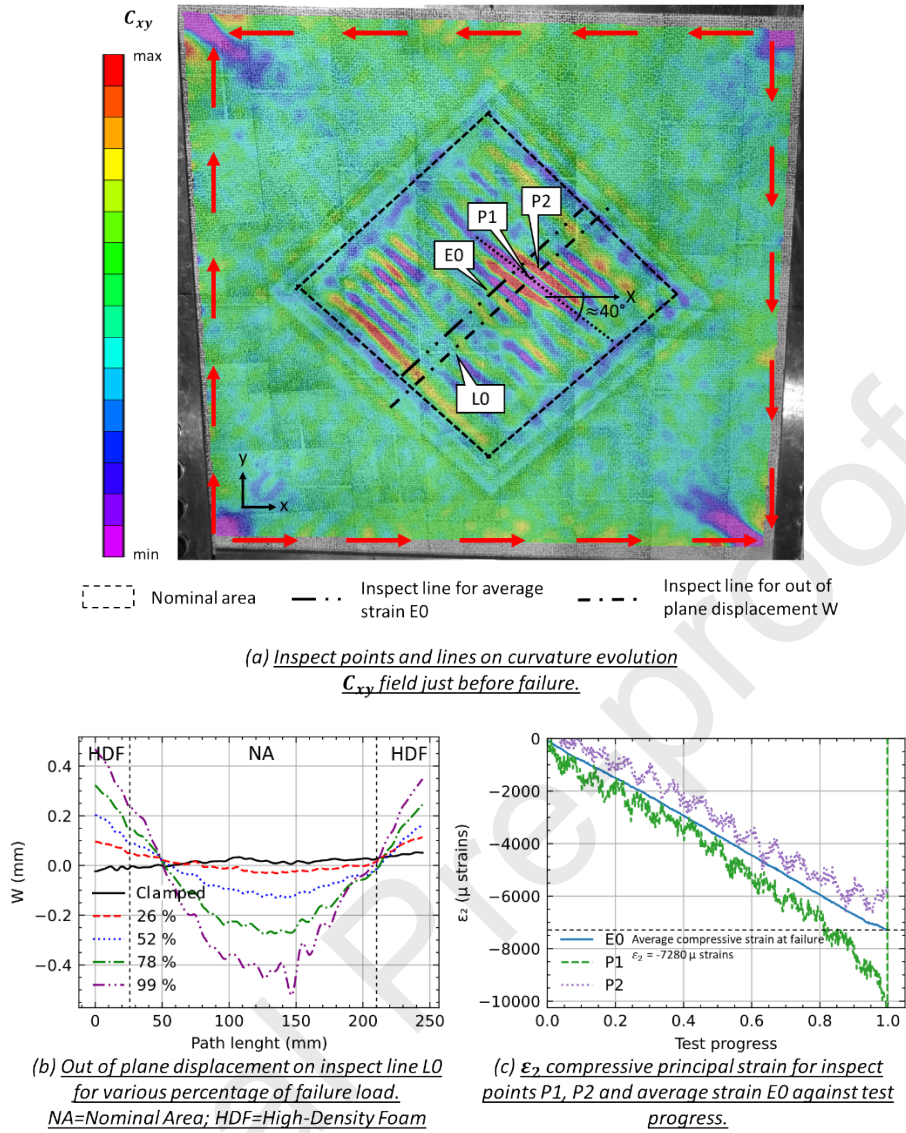 C_xy
max
min
P2
P1
E0
X
≈40°
L0
y
x
Nominal area
Inspect line for average
strain E0
Inspect line for out of
plane displacement W
(a) Inspect points and lines on curvature evolution
C_xy field just before failure.
HDF
NA
HDF
W (mm)
0.4
0.2
0.0
−0.2
−0.4
Clamped
26 %
52 %
78 %
99 %
0
50
100
150
200
250
Path lenght (mm)
(b) Out of plane displacement on inspect line L0
for various percentage of failure load.
NA=Nominal Area; HDF=High-Density Foam
ε₂ (μ strains)
0
−2000
−4000
−6000
−8000
−10000
E0 Average compressive strain at failure
ε₂ = -7280 μ strains
P1
P2
0.0
0.2
0.4
0.6
0.8
1.0
Test progress
(c) ε₂ compressive principal strain for inspect
points P1, P2 and average strain E0 against test
progress.
Pre proof